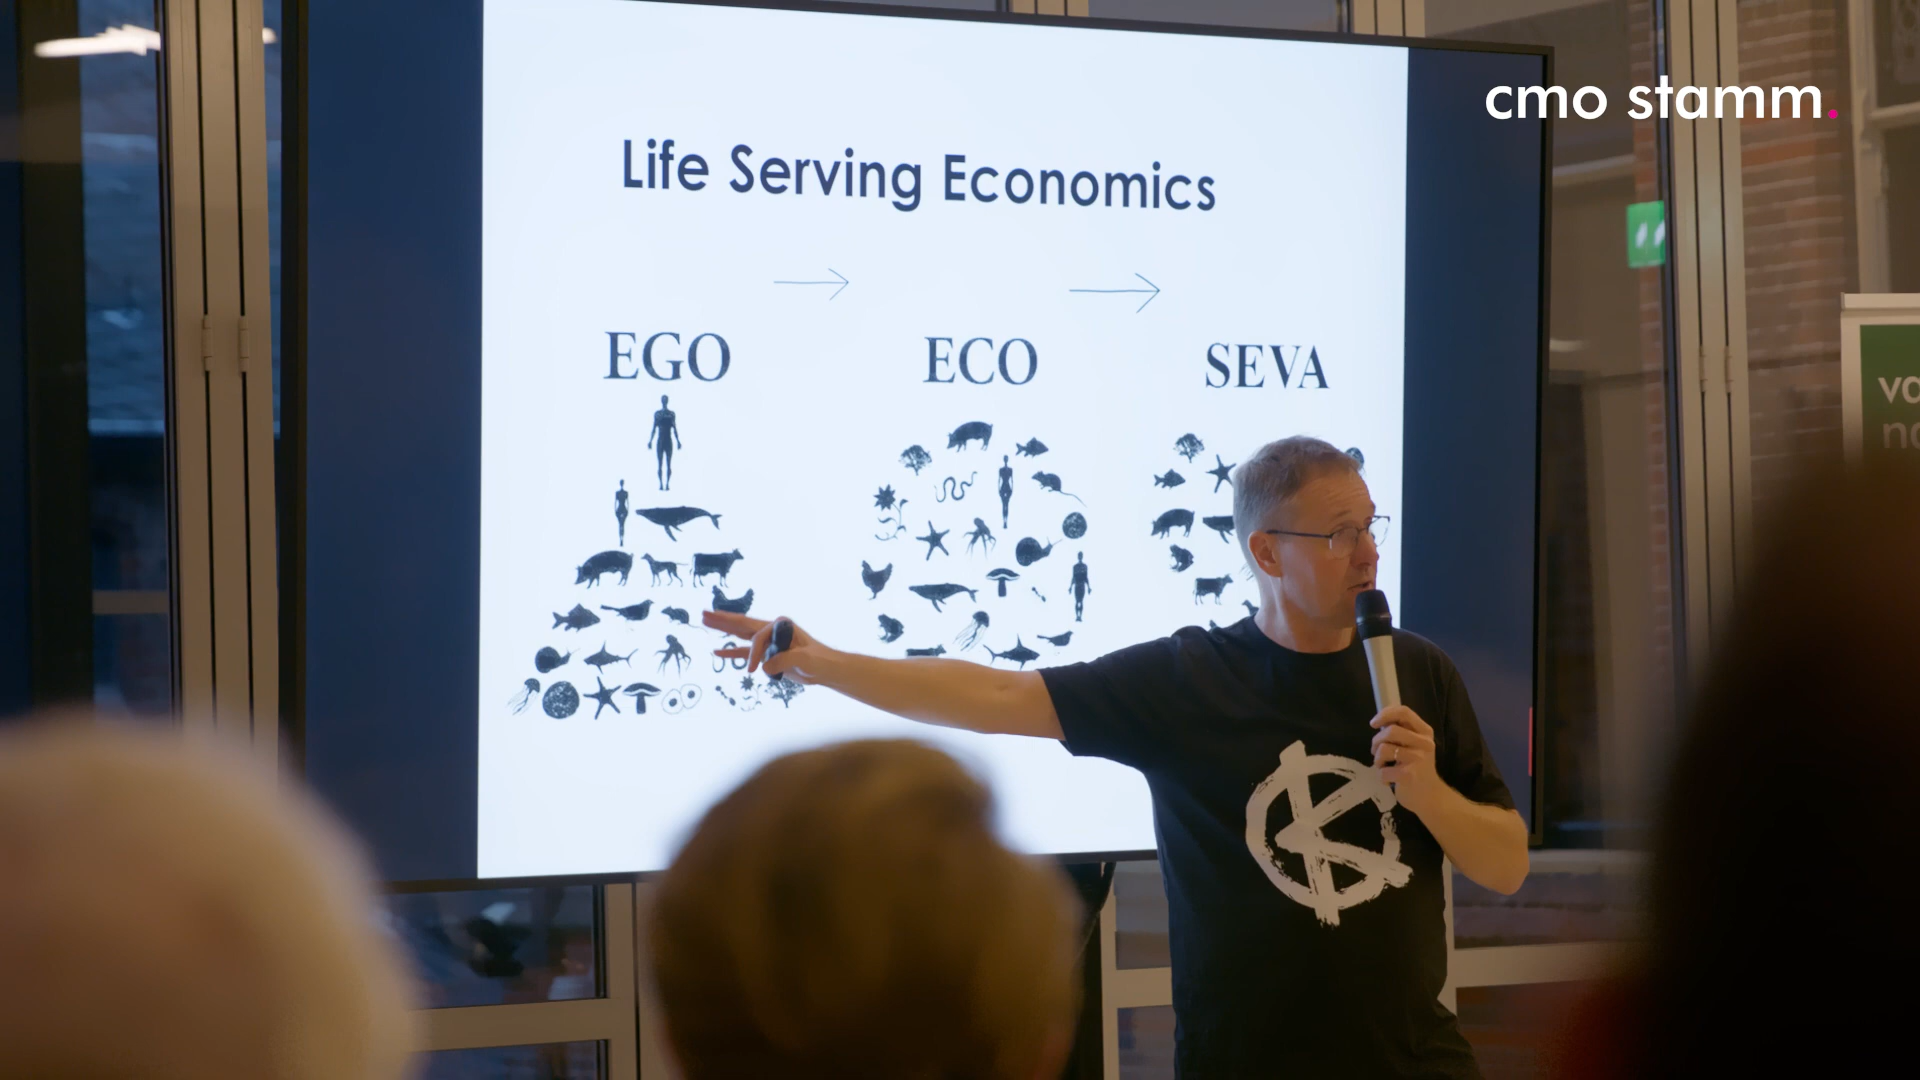 cmo stamm.
Life Serving Economics
EGO
ECO
SEVA
K